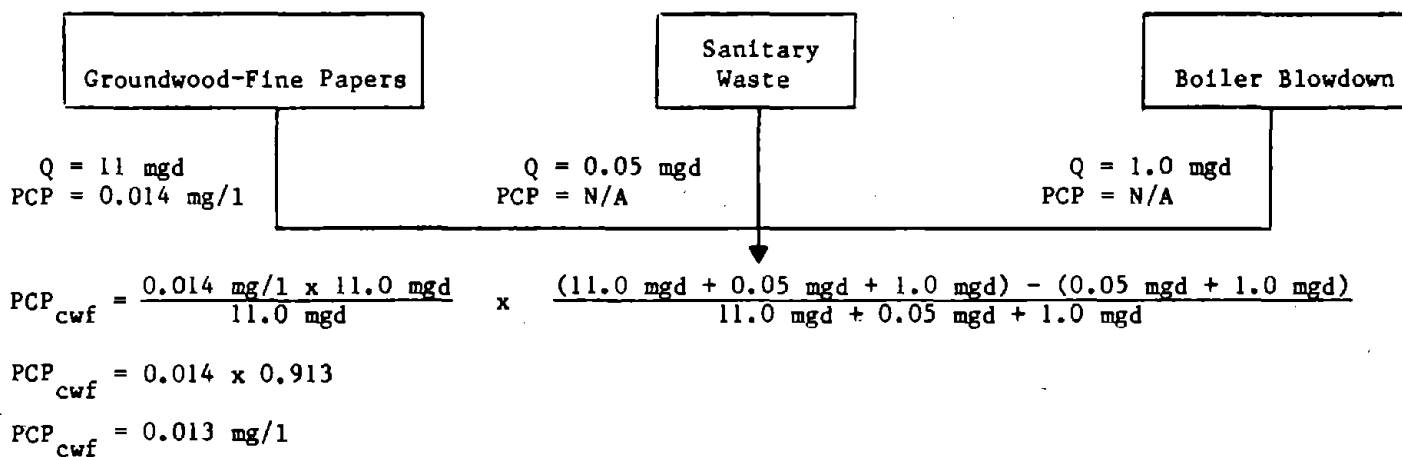 Groundwood-Fine Papers
Sanitary
Waste
Boiler Blowdown
Q = 11 mgd
PCP = 0.014 mg/l
Q = 0.05 mgd
PCP = N/A
Q = 1.0 mgd
PCP = N/A
PCP_cwf = 0.014 mg/l x 11.0 mgd / 11.0 mgd x (11.0 mgd + 0.05 mgd + 1.0 mgd) - (0.05 mgd + 1.0 mgd) / 11.0 mgd + 0.05 mgd + 1.0 mgd
PCP_cwf = 0.014 x 0.913
PCP_cwf = 0.013 mg/l